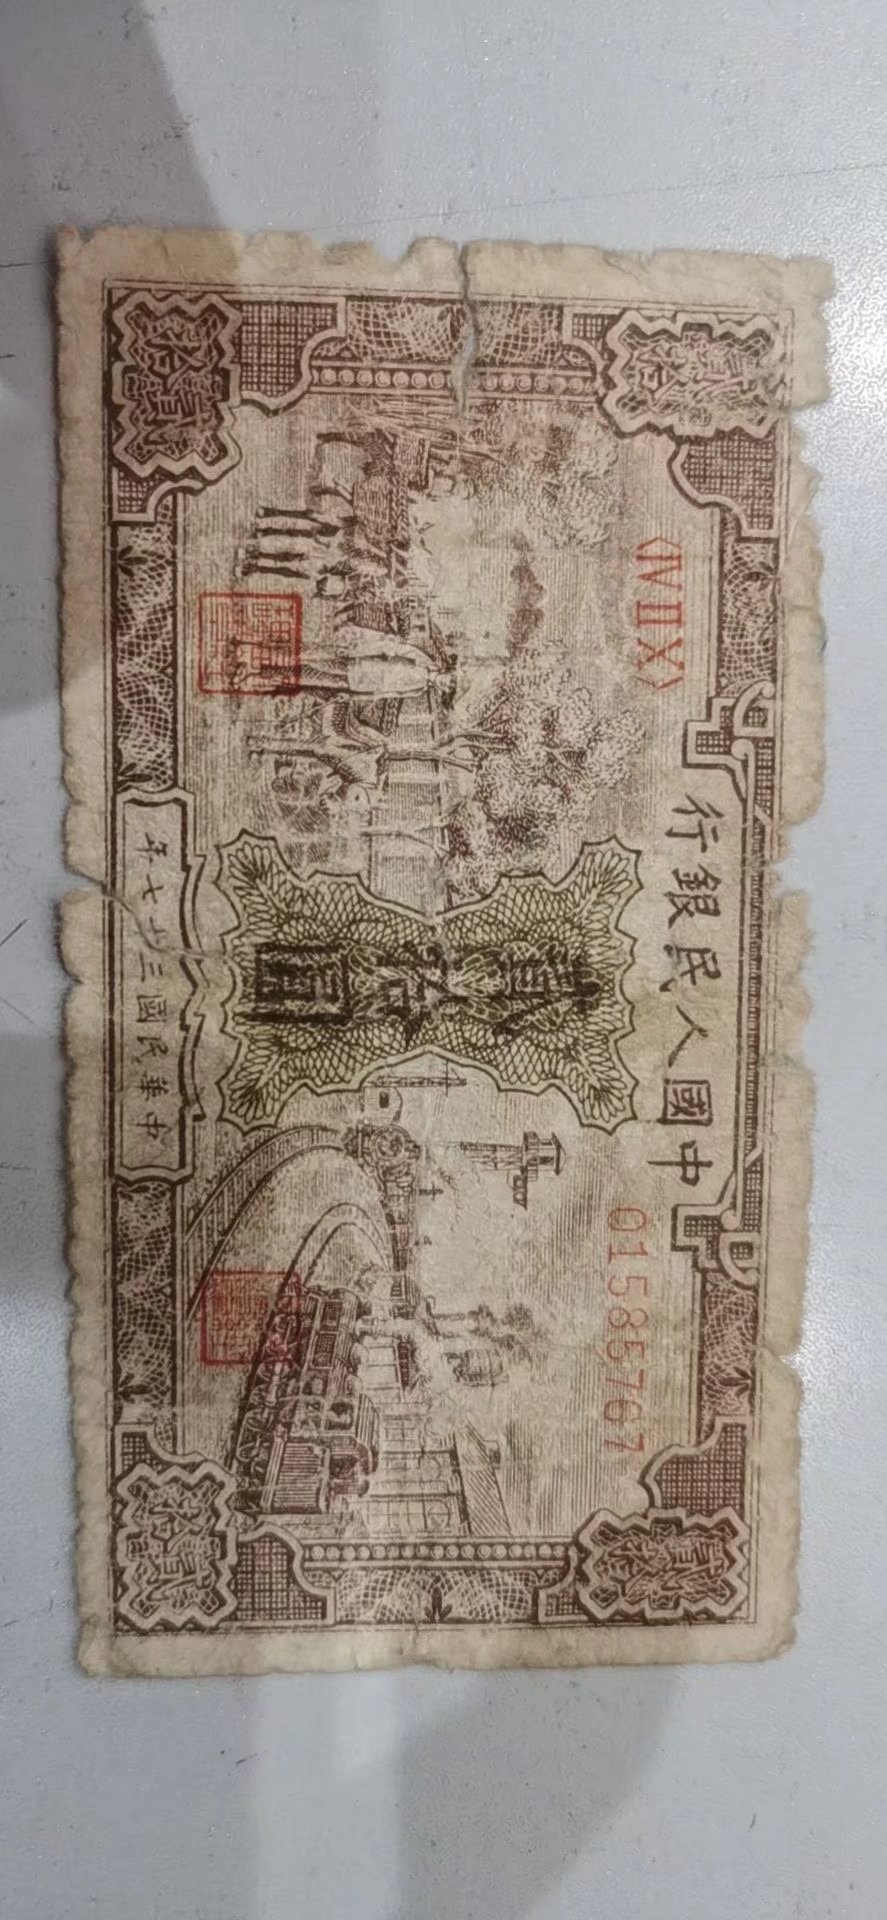 貳拾
貳拾
中國人民銀行
〈IV II X〉
01585767
貳拾圓
貳拾
貳拾
中華民國三十七年